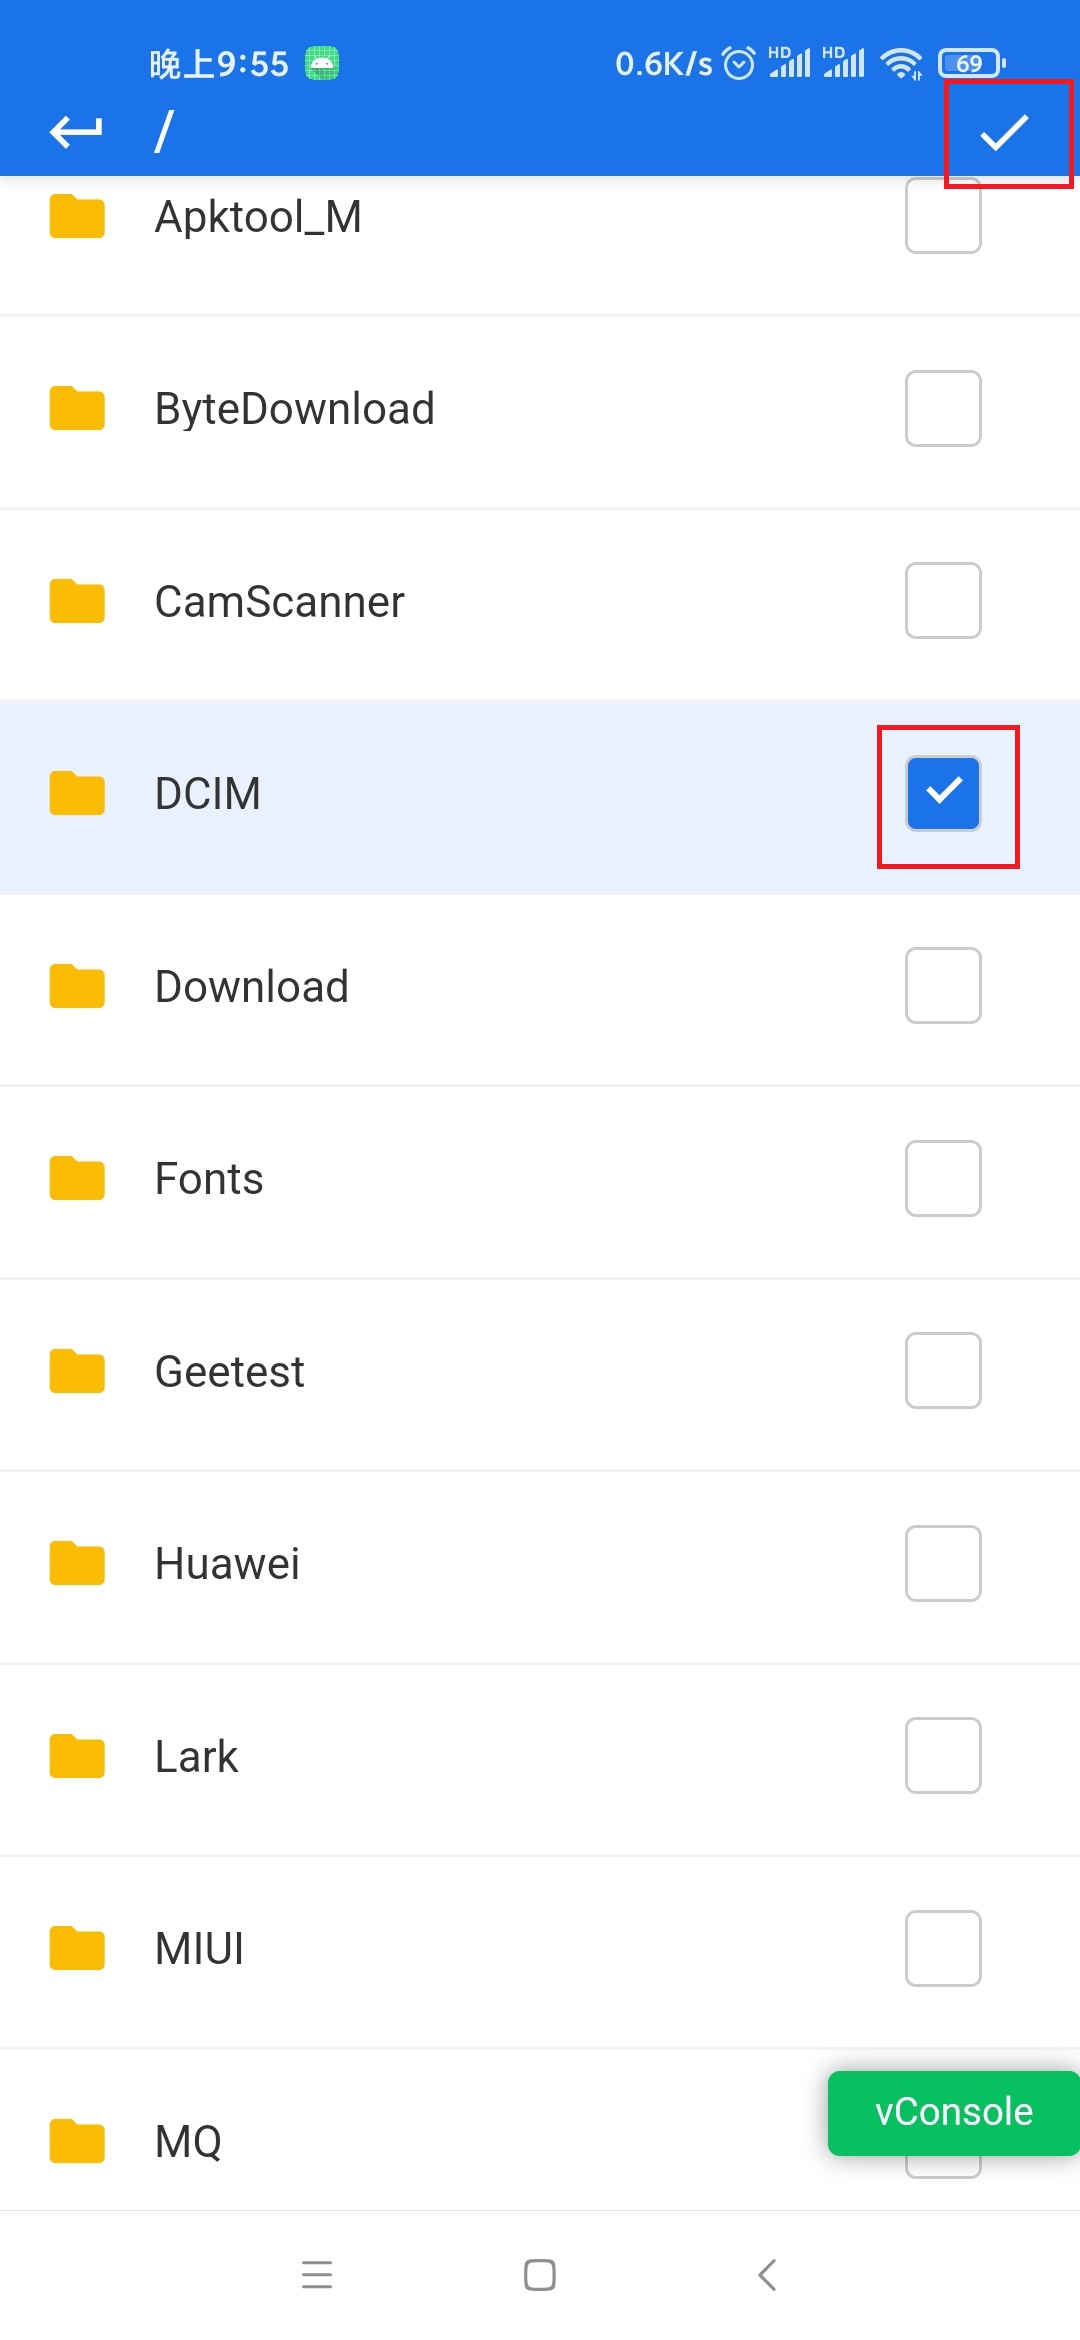 晚上9:55
0.6K/s HD HD 69
/
Apktool_M
ByteDownload
CamScanner
DCIM
Download
Fonts
Geetest
Huawei
Lark
MIUI
MQ
vConsole